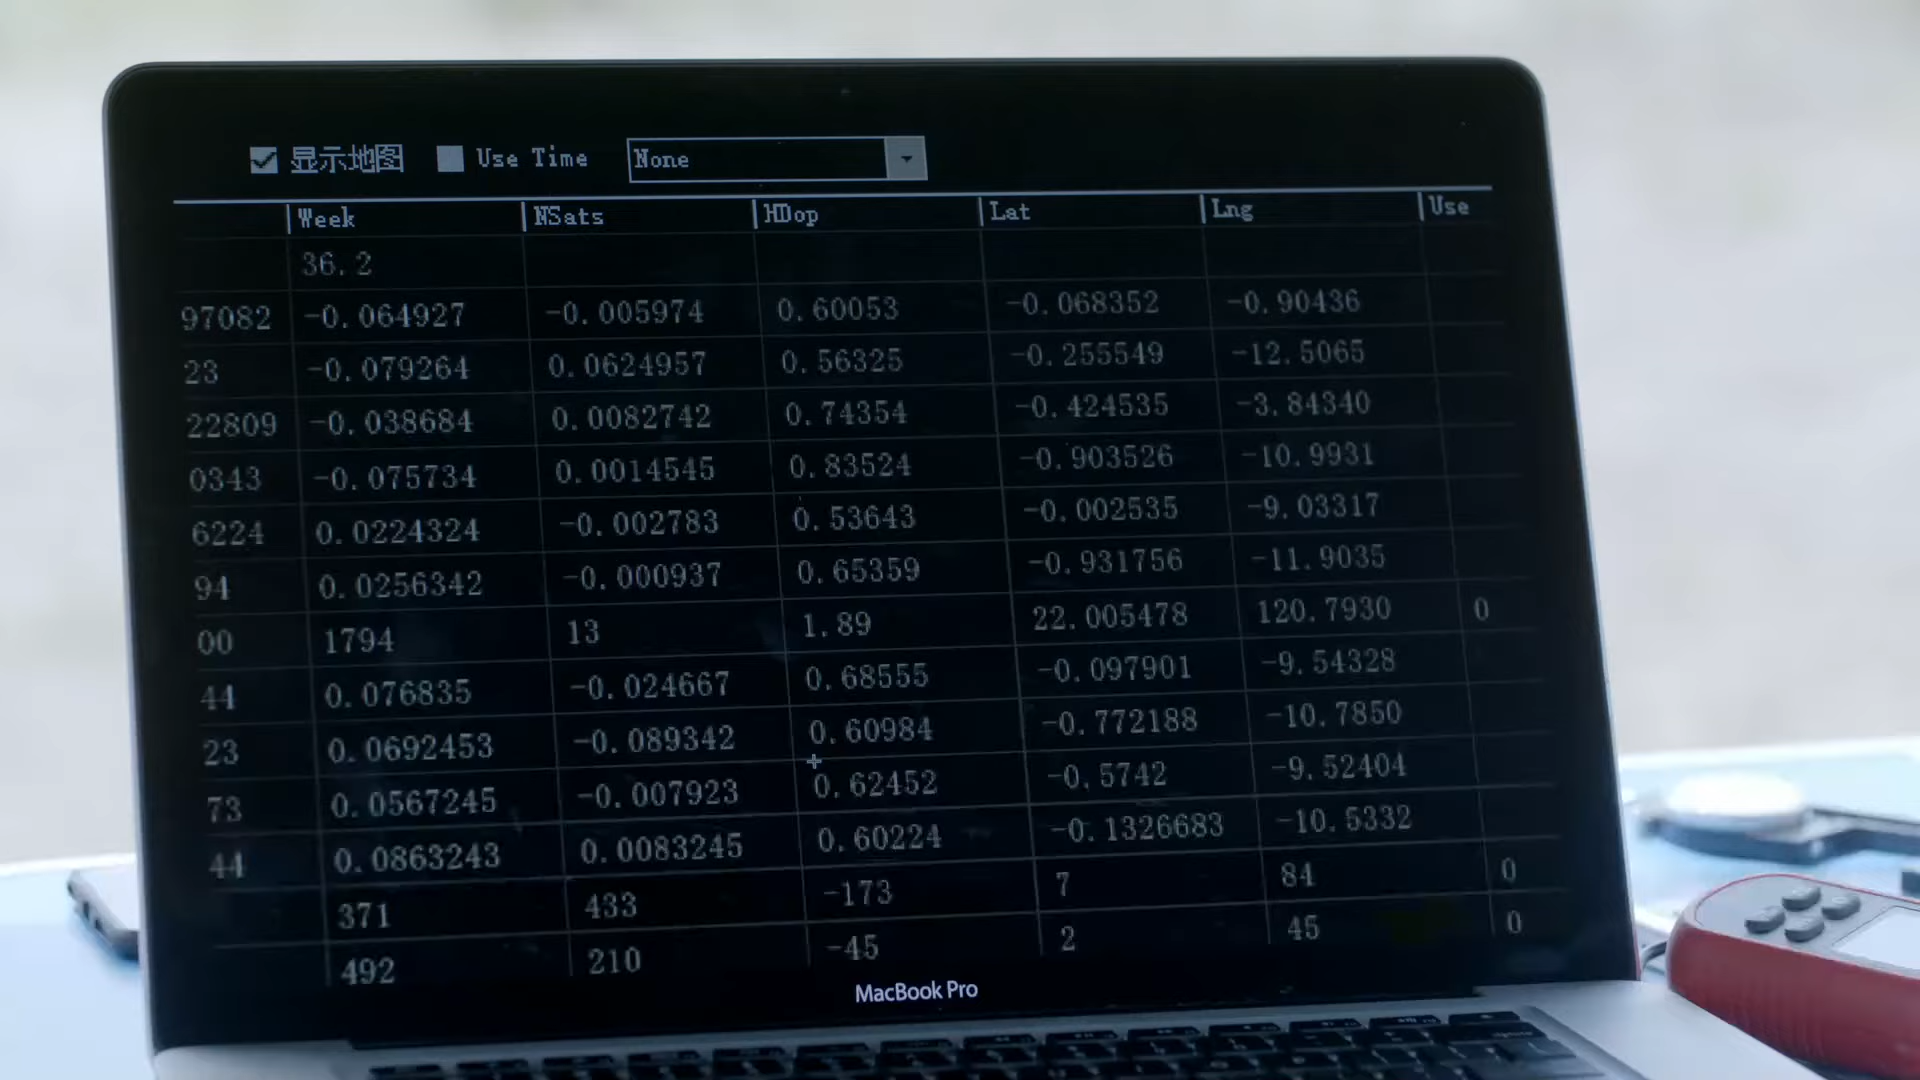 显示地图 Use Time None
Week NSats HDop Lat Lng Use
36.2
97082 -0.064927 -0.005974 0.60053 -0.068352 -0.90436
23 -0.079264 0.0624957 0.56325 -0.255549 -12.5065
22809 -0.038684 0.0082742 0.74354 -0.424535 -3.84340
0343 -0.075734 0.0014545 0.83524 -0.903526 -10.9931
6224 0.0224324 -0.002783 0.53643 -0.002535 -9.03317
94 0.0256342 -0.000937 0.65359 -0.931756 -11.9035
00 1794 13 1.89 22.005478 120.7930 0
44 0.076835 -0.024667 0.68555 -0.097901 -9.54328
23 0.0692453 -0.089342 0.60984 -0.772188 -10.7850
73 0.0567245 -0.007923 0.62452 -0.5742 -9.52404
44 0.0863243 0.0083245 0.60224 -0.1326683 -10.5332
371 433 -173 7 84 0
492 210 -45 2 45 0
MacBook Pro